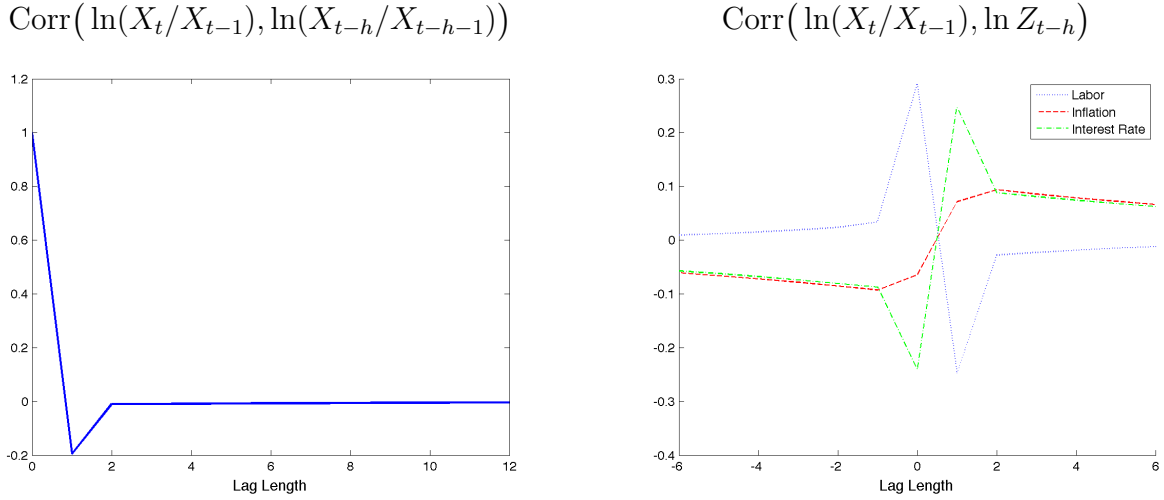 Corr( ln(X_t/X_{t−1}), ln(X_{t−h}/X_{t−h−1}))
1.2
1
0.8
0.6
0.4
0.2
0
-0.2
0 2 4 6 8 10 12
Lag Length
Corr( ln(X_t/X_{t−1}), ln Z_{t−h})
0.3
0.2
0.1
0
-0.1
-0.2
-0.3
-0.4
-6 -4 -2 0 2 4 6
Lag Length
Labor
Inflation
Interest Rate